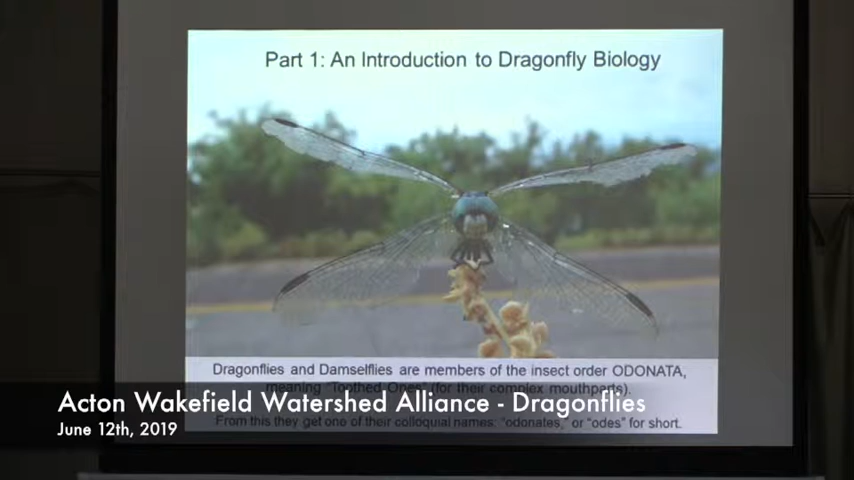 Part 1: An Introduction to Dragonfly Biology
Dragonflies and Damselflies are members of the insect order ODONATA,
meaning "Toothed-Ones" (for their complex mouthparts).
Acton Wakefield Watershed Alliance - Dragonflies
From this they get one of their colloquial names: "odonates," or "odes" for short.
June 12th, 2019